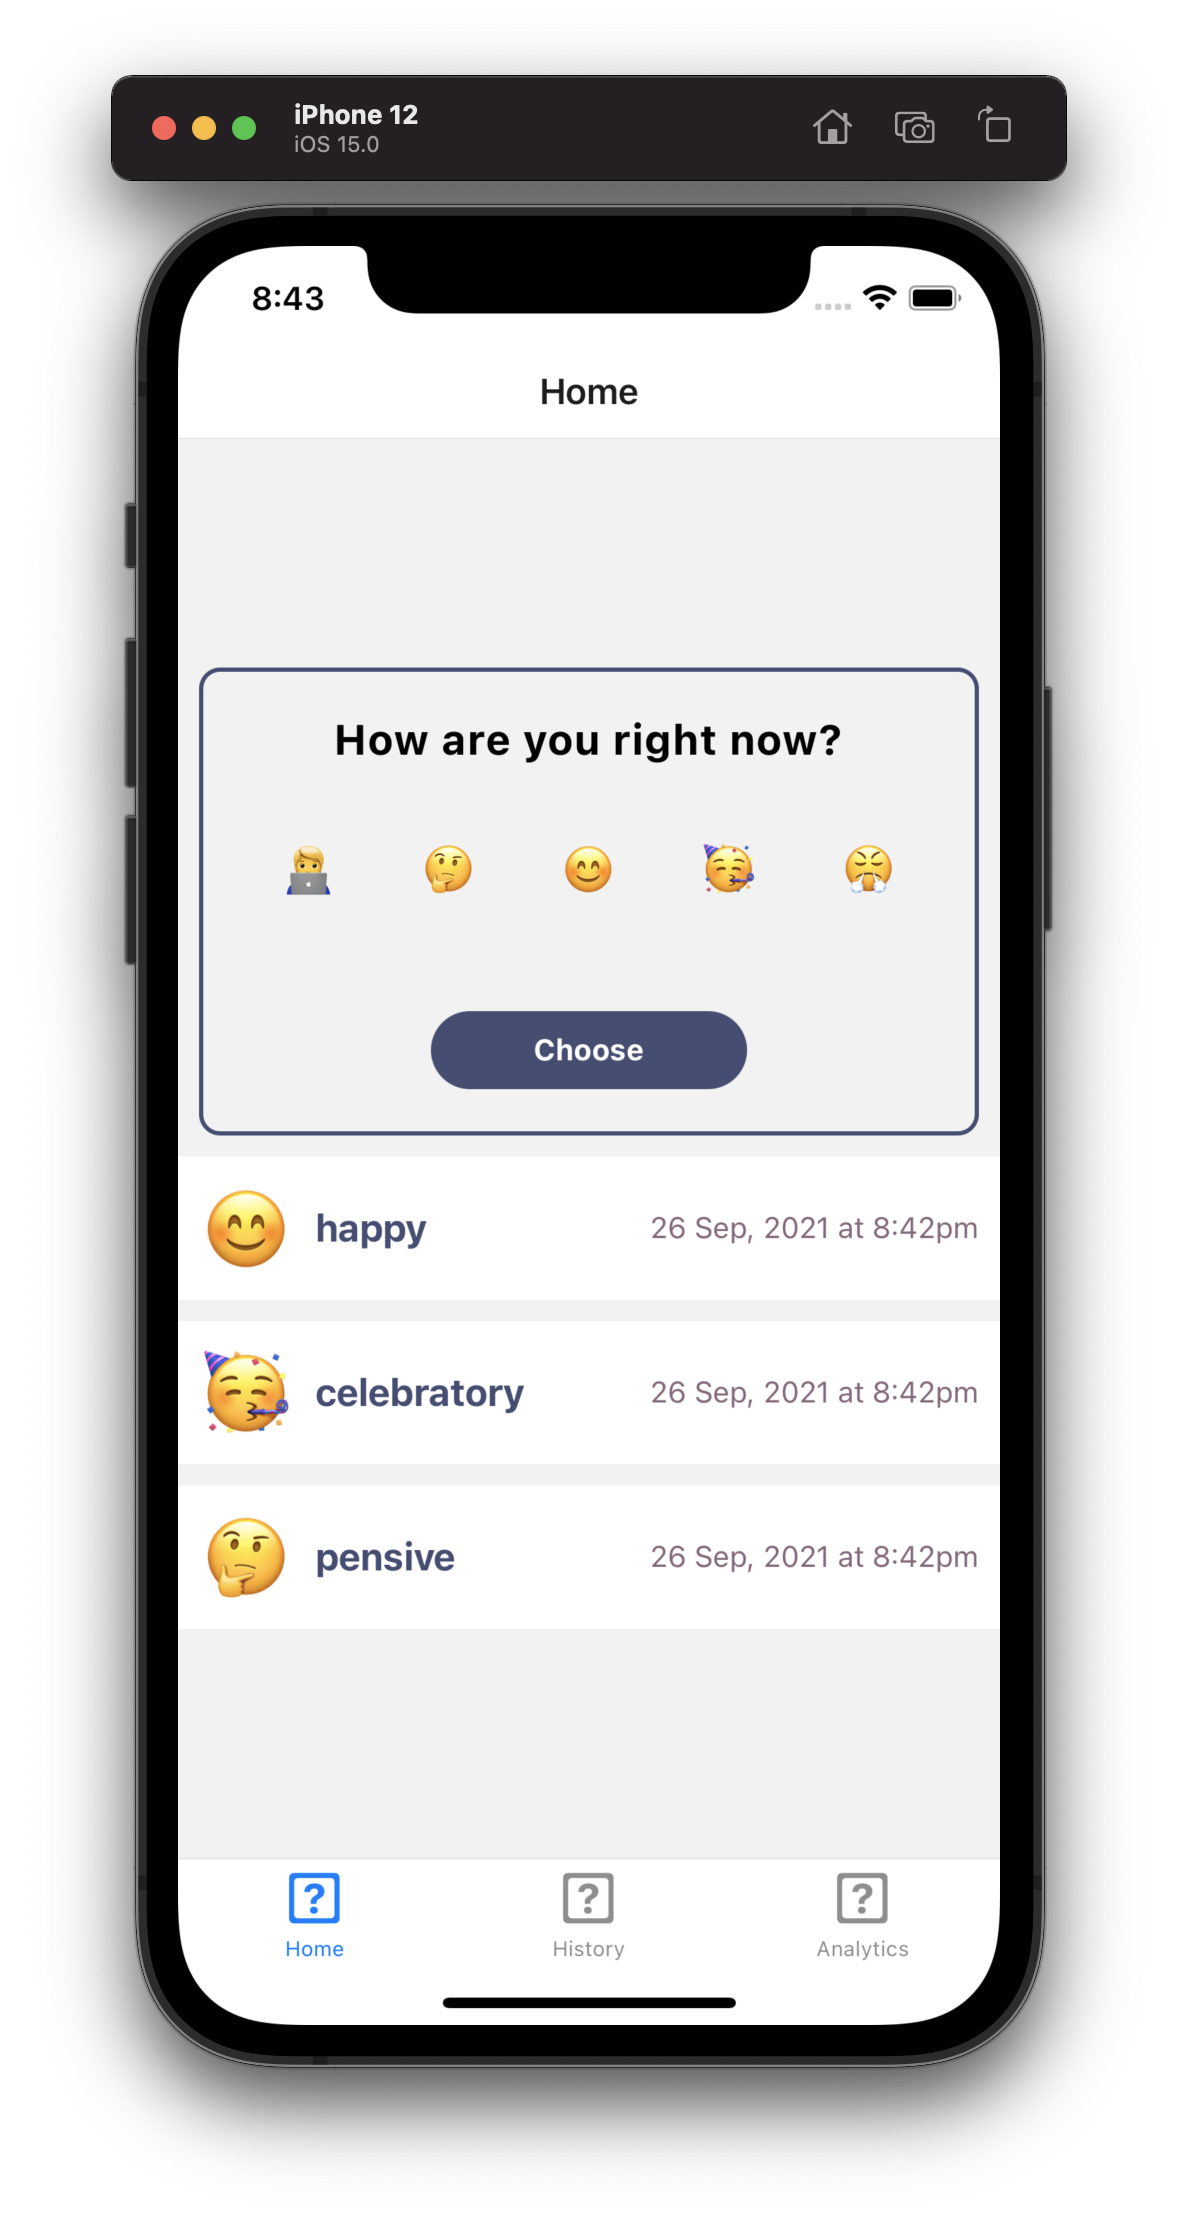 iPhone 12
iOS 15.0
8:43
Home
How are you right now?
Choose
happy
26 Sep, 2021 at 8:42pm
celebratory
26 Sep, 2021 at 8:42pm
pensive
26 Sep, 2021 at 8:42pm
? ? ?
Home History Analytics